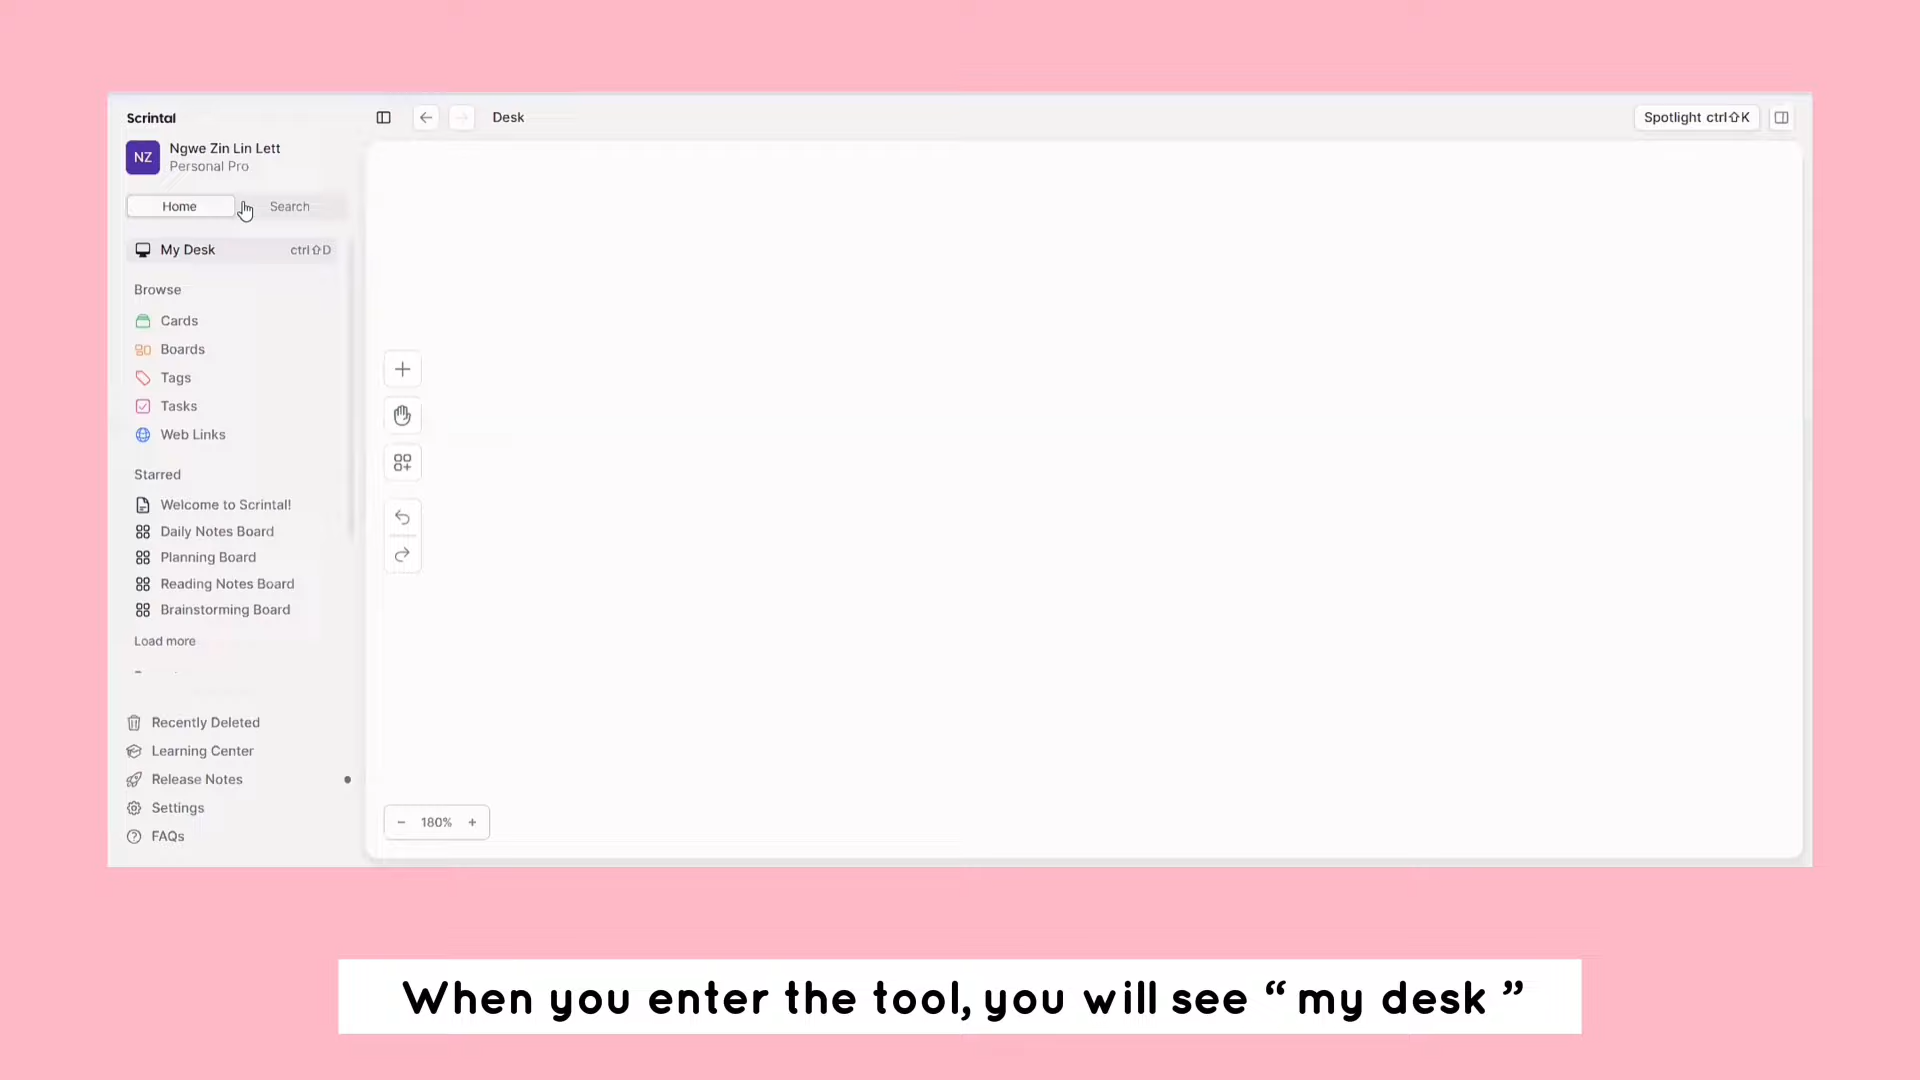 Scrintal
Desk
Spotlight ctrl⇧K
NZ
Ngwe Zin Lin Lett
Personal Pro
Home
Search
My Desk
ctrl⇧D
Browse
Cards
Boards
Tags
Tasks
Web Links
Starred
Welcome to Scrintal!
Daily Notes Board
Planning Board
Reading Notes Board
Brainstorming Board
Load more
Recently Deleted
Learning Center
Release Notes
Settings
FAQs
- 180% +
When you enter the tool, you will see “ my desk ”